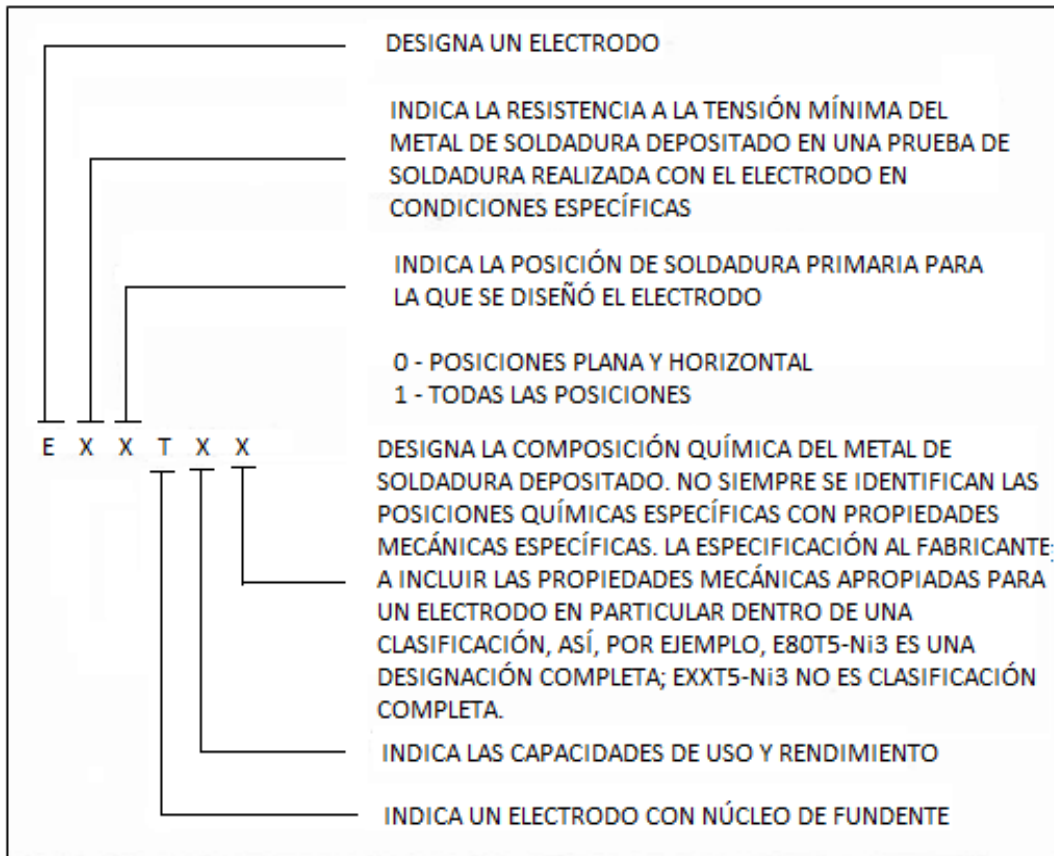 DESIGNA UN ELECTRODO
INDICA LA RESISTENCIA A LA TENSIÓN MÍNIMA DEL
METAL DE SOLDADURA DEPOSITADO EN UNA PRUEBA DE
SOLDADURA REALIZADA CON EL ELECTRODO EN
CONDICIONES ESPECÍFICAS
INDICA LA POSICIÓN DE SOLDADURA PRIMARIA PARA
LA QUE SE DISEÑÓ EL ELECTRODO
0 - POSICIONES PLANA Y HORIZONTAL
1 - TODAS LAS POSICIONES
E X X T X X
DESIGNA LA COMPOSICIÓN QUÍMICA DEL METAL DE
SOLDADURA DEPOSITADO. NO SIEMPRE SE IDENTIFICAN LAS
POSICIONES QUÍMICAS ESPECÍFICAS CON PROPIEDADES
MECÁNICAS ESPECÍFICAS. LA ESPECIFICACIÓN AL FABRICANTE
A INCLUIR LAS PROPIEDADES MECÁNICAS APROPIADAS PARA
UN ELECTRODO EN PARTICULAR DENTRO DE UNA
CLASIFICACIÓN, ASÍ, POR EJEMPLO, E80T5-Ni3 ES UNA
DESIGNACIÓN COMPLETA; EXXT5-Ni3 NO ES CLASIFICACIÓN
COMPLETA.
INDICA LAS CAPACIDADES DE USO Y RENDIMIENTO
INDICA UN ELECTRODO CON NÚCLEO DE FUNDENTE